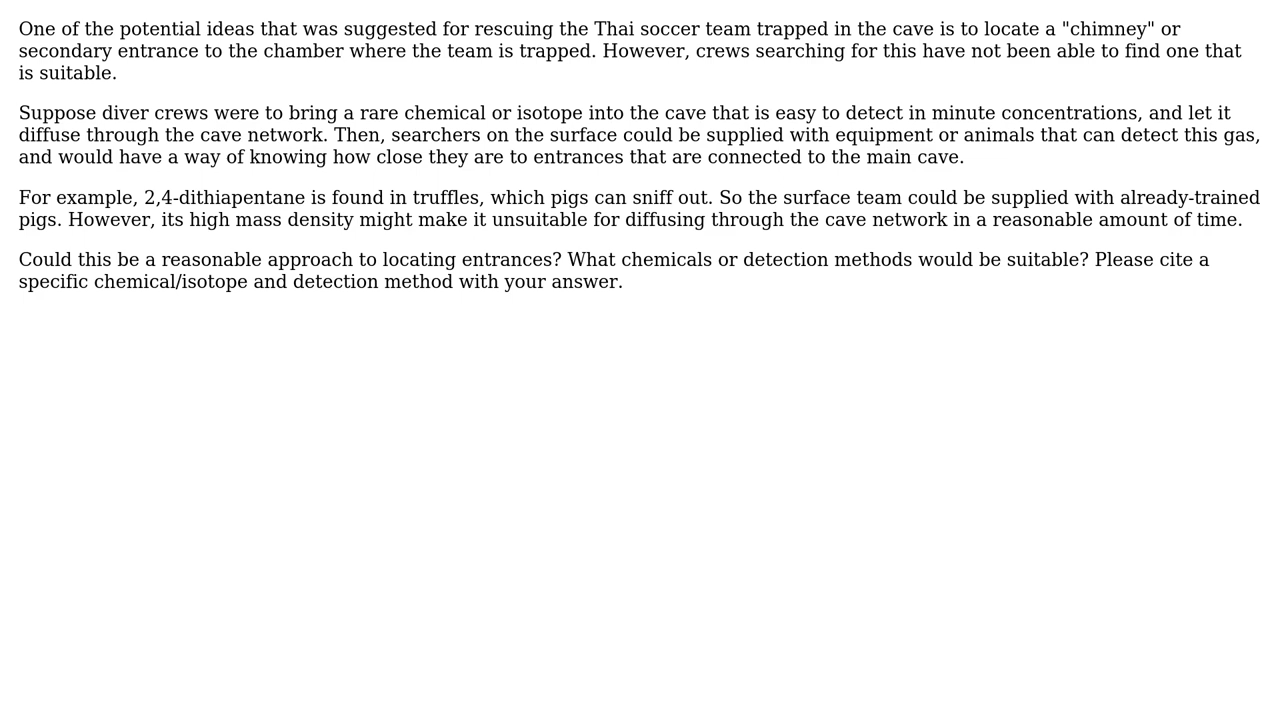 One of the potential ideas that was suggested for rescuing the Thai soccer team trapped in the cave is to locate a "chimney" or
secondary entrance to the chamber where the team is trapped. However, crews searching for this have not been able to find one that
is suitable.
Suppose diver crews were to bring a rare chemical or isotope into the cave that is easy to detect in minute concentrations, and let it
diffuse through the cave network. Then, searchers on the surface could be supplied with equipment or animals that can detect this gas,
and would have a way of knowing how close they are to entrances that are connected to the main cave.
For example, 2,4-dithiapentane is found in truffles, which pigs can sniff out. So the surface team could be supplied with already-trained
pigs. However, its high mass density might make it unsuitable for diffusing through the cave network in a reasonable amount of time.
Could this be a reasonable approach to locating entrances? What chemicals or detection methods would be suitable? Please cite a
specific chemical/isotope and detection method with your answer.